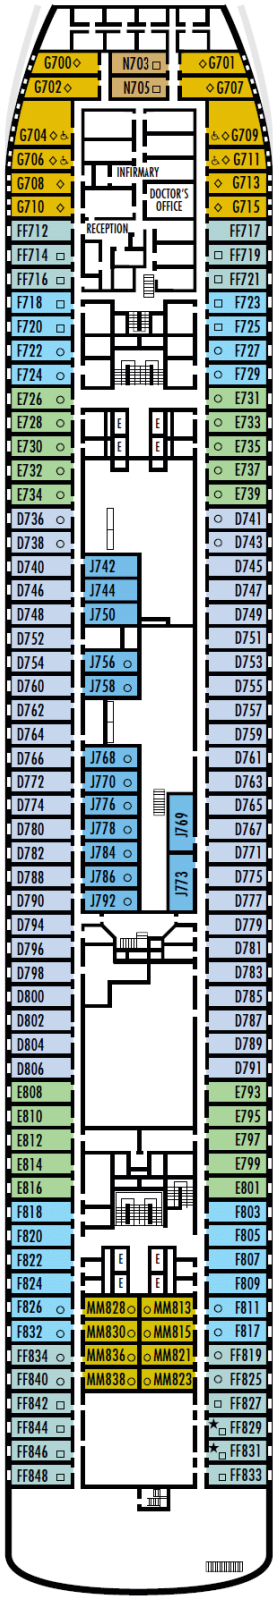 G700◇ N703□ ◇G701
G702◇ N705□ ◇G707
G704◇♿ ♿◇G709
G706◇♿ INFIRMARY ♿◇G711
G708 ◇ DOCTOR'S ◇ G713
G710 ◇ OFFICE ◇ G715
FF712 RECEPTION FF717
FF714 □ □ FF719
FF716 □ □ FF721
F718 □ □ F723
F720 □ □ F725
F722 ○ ○ F727
F724 ○ ○ F729
E726 ○ ○ E731
E728 ○ E E ○ E733
E730 ○ E E ○ E735
E732 ○ ○ E737
E734 ○ ○ E739
D736 ○ ○ D741
D738 ○ ○ D743
D740 J742 D745
D746 J744 D747
D748 J750 D749
D752 D751
D754 J756 ○ D753
D760 J758 ○ D755
D762 D757
D764 D759
D766 J768 ○ D761
D772 J770 ○ D763
D774 J776 ○ J769 D765
D780 J778 ○ D767
D782 J784 ○ D771
D788 J786 ○ J773 D775
D790 J792 ○ D777
D794 D779
D796 D781
D798 D783
D800 D785
D802 D787
D804 D789
D806 D791
E808 E793
E810 E795
E812 E797
E814 E799
E816 E801
F818 F803
F820 F805
F822 E E F807
F824 E E F809
F826 ○ MM828○ ○MM813 ○ F811
F832 ○ MM830○ ○MM815 ○ F817
FF834 ○ MM836○ ○MM821 ○ FF819
FF840 ○ MM838○ ○MM823 ○ FF825
FF842 □ □ FF827
FF844 □ ★□ FF829
FF846 □ ★□ FF831
FF848 □ □ FF833